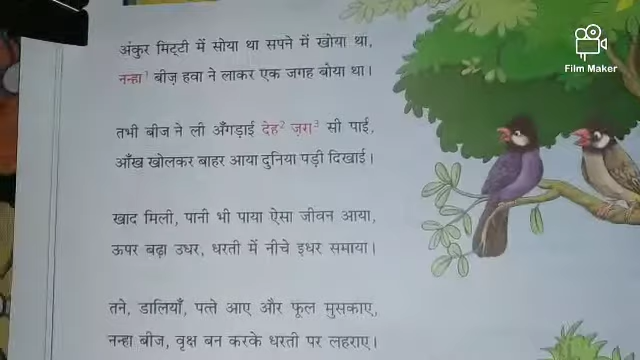 अंकुर मिट्टी में सोया था सपने में खोया था,
नन्हा¹ बीज़ हवा ने लाकर एक जगह बोया था।
तभी बीज ने ली अँगड़ाई देह² ज़रा³ सी पाई,
आँख खोलकर बाहर आया दुनिया पड़ी दिखाई।
खाद मिली, पानी भी पाया ऐसा जीवन आया,
ऊपर बढ़ा उधर, धरती में नीचे इधर समाया।
तने, डालियाँ, पत्ते आए और फूल मुसकाए,
नन्हा बीज, वृक्ष बन करके धरती पर लहराए।
Film Maker